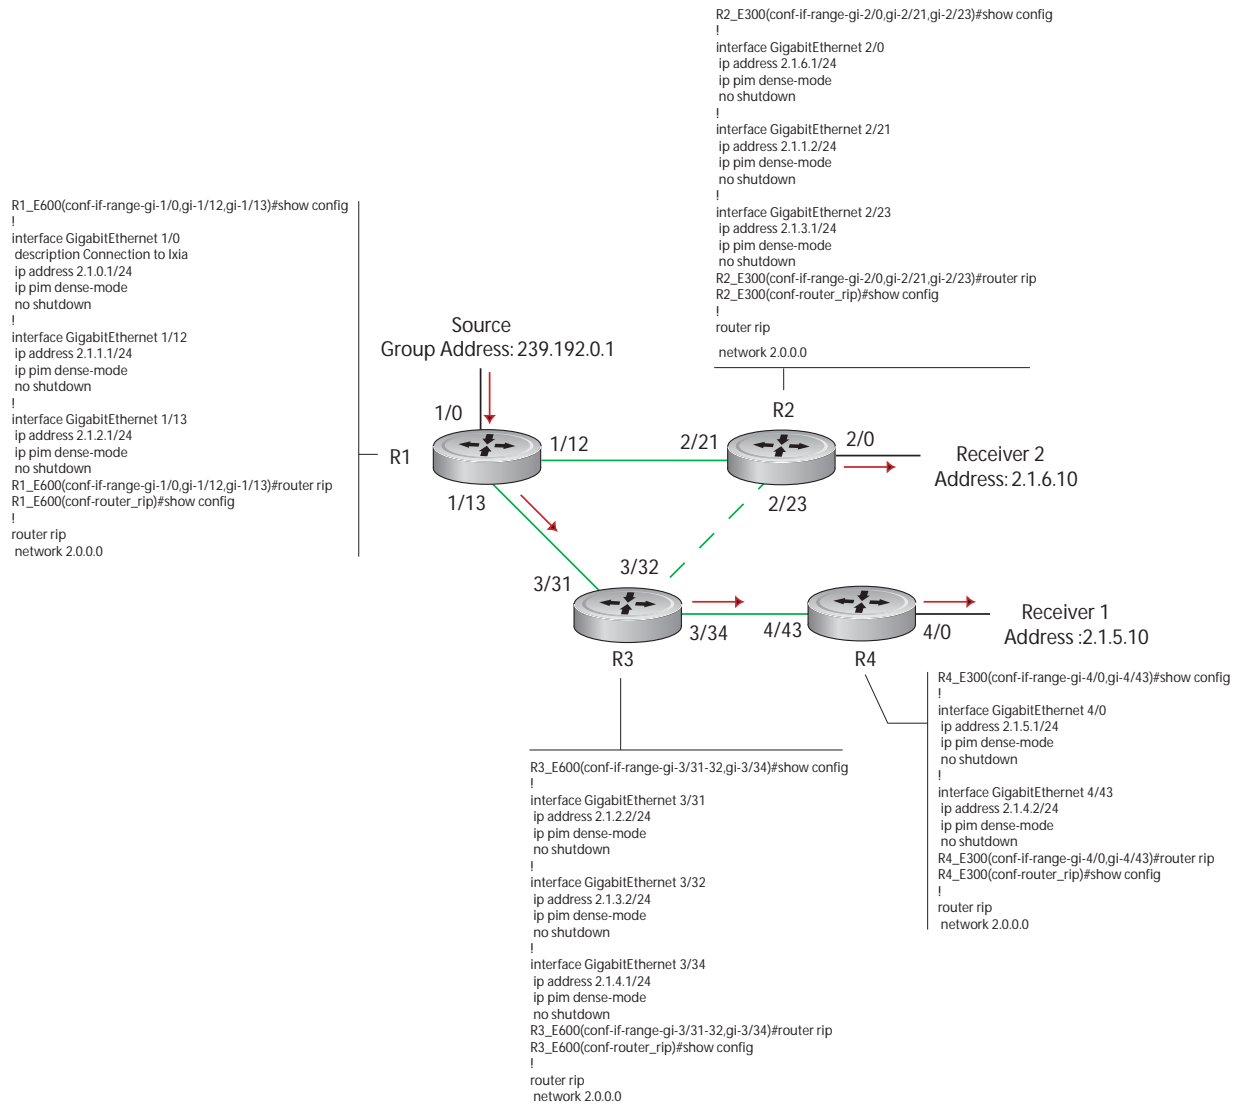 R2_E300(conf-if-range-gi-2/0,gi-2/21,gi-2/23)#show config
!
interface GigabitEthernet 2/0
ip address 2.1.6.1/24
ip pim dense-mode
no shutdown
!
interface GigabitEthernet 2/21
ip address 2.1.1.2/24
ip pim dense-mode
no shutdown
!
interface GigabitEthernet 2/23
ip address 2.1.3.1/24
ip pim dense-mode
no shutdown
R2_E300(conf-if-range-gi-2/0,gi-2/21,gi-2/23)#router rip
R2_E300(conf-router_rip)#show config
!
router rip
network 2.0.0.0
R1_E600(conf-if-range-gi-1/0,gi-1/12,gi-1/13)#show config
!
interface GigabitEthernet 1/0
description Connection to Ixia
ip address 2.1.0.1/24
ip pim dense-mode
no shutdown
!
interface GigabitEthernet 1/12
ip address 2.1.1.1/24
ip pim dense-mode
no shutdown
!
interface GigabitEthernet 1/13
ip address 2.1.2.1/24
ip pim dense-mode
no shutdown
R1_E600(conf-if-range-gi-1/0,gi-1/12,gi-1/13)#router rip
R1_E600(conf-router_rip)#show config
!
router rip
network 2.0.0.0
Source
Group Address: 239.192.0.1
1/0
R1
1/12
1/13
R2
2/21
2/0
2/23
Receiver 2
Address: 2.1.6.10
3/31
3/32
3/34
R3
4/43
4/0
R4
Receiver 1
Address :2.1.5.10
R4_E300(conf-if-range-gi-4/0,gi-4/43)#show config
!
interface GigabitEthernet 4/0
ip address 2.1.5.1/24
ip pim dense-mode
no shutdown
!
interface GigabitEthernet 4/43
ip address 2.1.4.2/24
ip pim dense-mode
no shutdown
R4_E300(conf-if-range-gi-4/0,gi-4/43)#router rip
R4_E300(conf-router_rip)#show config
!
router rip
network 2.0.0.0
R3_E600(conf-if-range-gi-3/31-32,gi-3/34)#show config
!
interface GigabitEthernet 3/31
ip address 2.1.2.2/24
ip pim dense-mode
no shutdown
!
interface GigabitEthernet 3/32
ip address 2.1.3.2/24
ip pim dense-mode
no shutdown
!
interface GigabitEthernet 3/34
ip address 2.1.4.1/24
ip pim dense-mode
no shutdown
R3_E600(conf-if-range-gi-3/31-32,gi-3/34)#router rip
R3_E600(conf-router_rip)#show config
!
router rip
network 2.0.0.0